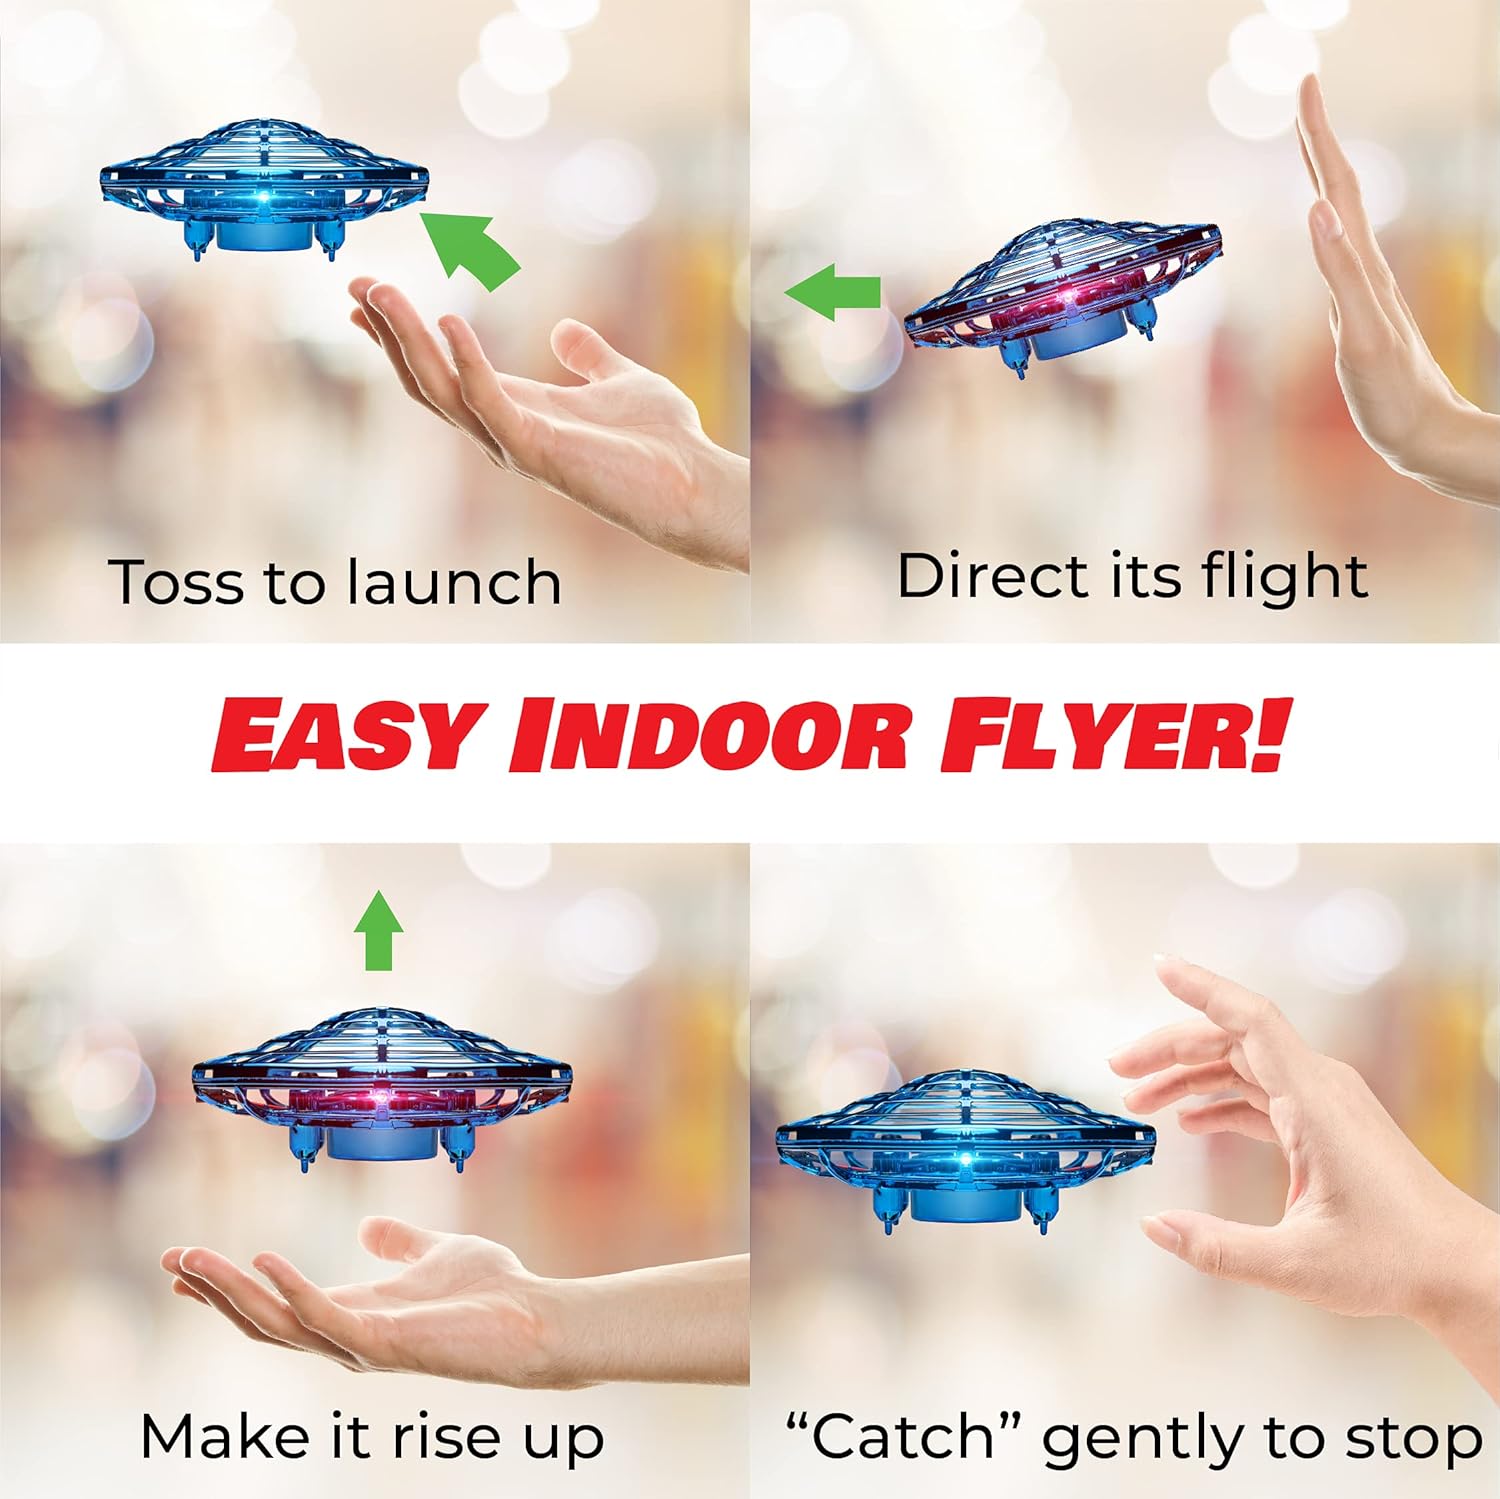 Toss to launch
Direct its flight
EASY INDOOR FLYER!
Make it rise up
“Catch” gently to stop